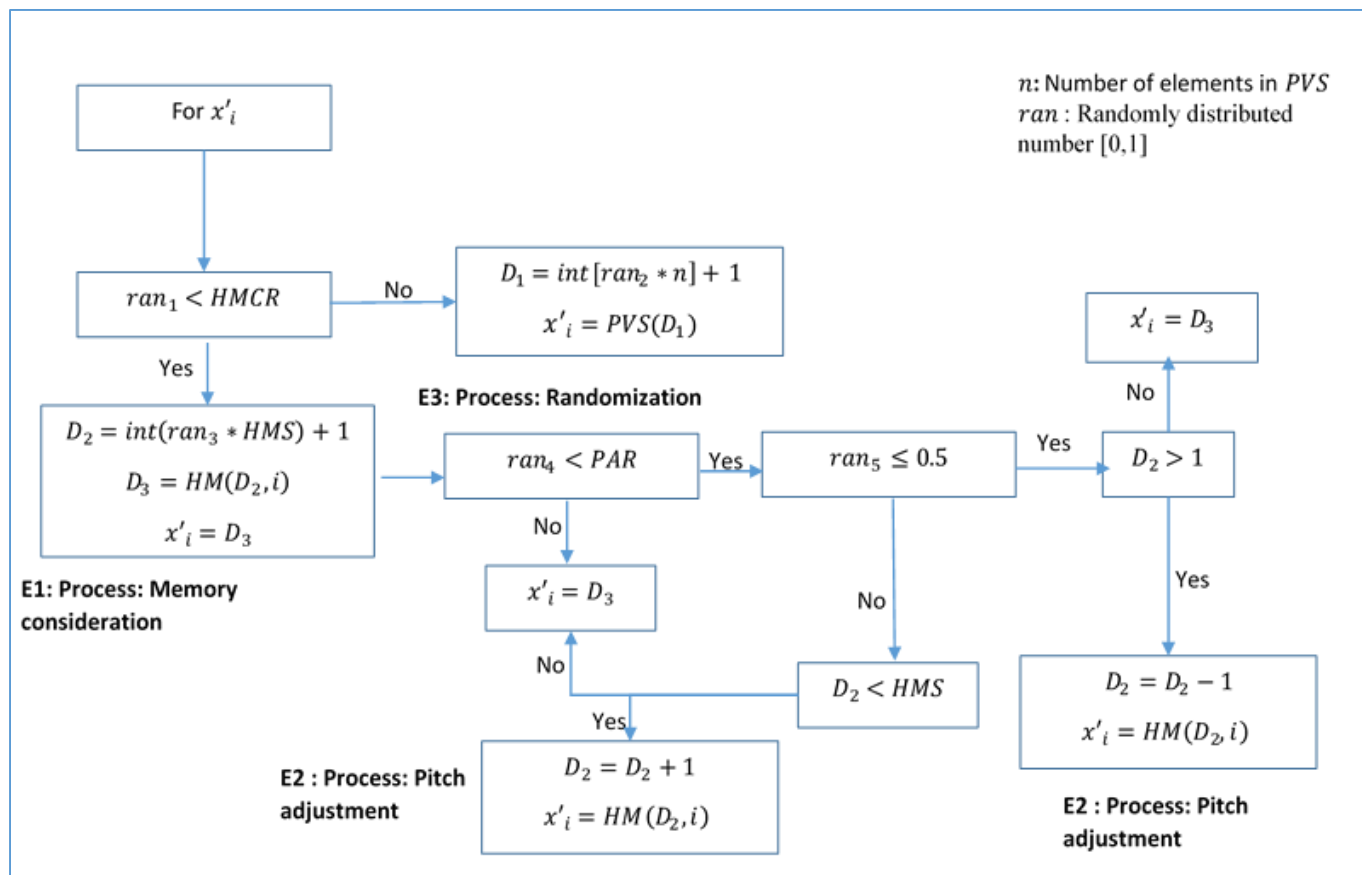 For x′ᵢ
n: Number of elements in PVS
ran : Randomly distributed
number [0,1]
ran₁ < HMCR
No
D₁ = int[ran₂ * n] + 1
x′ᵢ = PVS(D₁)
x′ᵢ = D₃
Yes
E3: Process: Randomization
No
D₂ = int(ran₃ * HMS) + 1
D₃ = HM(D₂, i)
x′ᵢ = D₃
ran₄ < PAR
Yes
ran₅ ≤ 0.5
Yes
D₂ > 1
E1: Process: Memory
consideration
No
x′ᵢ = D₃
No
Yes
No
D₂ < HMS
Yes
D₂ = D₂ − 1
x′ᵢ = HM(D₂, i)
E2 : Process: Pitch
adjustment
D₂ = D₂ + 1
x′ᵢ = HM(D₂, i)
E2 : Process: Pitch
adjustment